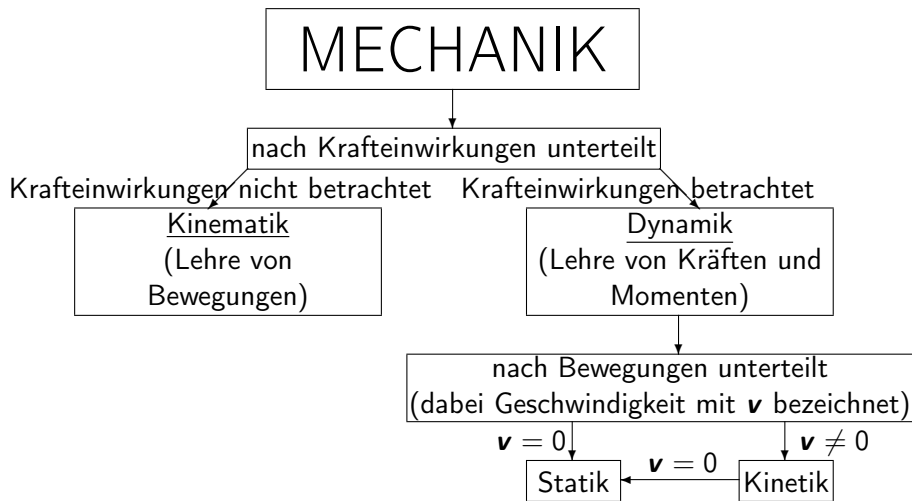 MECHANIK
nach Krafteinwirkungen unterteilt
Krafteinwirkungen nicht betrachtet
Krafteinwirkungen betrachtet
Kinematik
(Lehre von
Bewegungen)
Dynamik
(Lehre von Kräften und
Momenten)
nach Bewegungen unterteilt
(dabei Geschwindigkeit mit v bezeichnet)
v = 0
v ≠ 0
v = 0
Statik
Kinetik